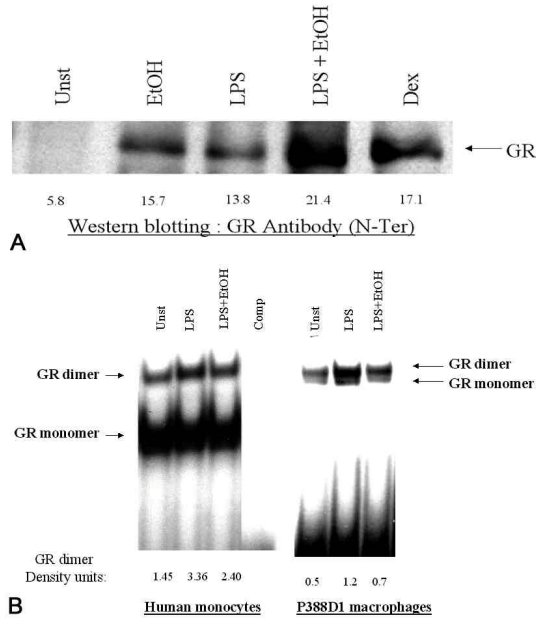 Unst EtOH LPS LPS + EtOH Dex
GR
5.8 15.7 13.8 21.4 17.1
Western blotting : GR Antibody (N-Ter)
A
Unst LPS LPS+EtOH Comp Unst LPS LPS+EtOH
GR dimer GR dimer
GR monomer
GR monomer
GR dimer
Density units: 1.45 3.36 2.40 0.5 1.2 0.7
B Human monocytes P388D1 macrophages